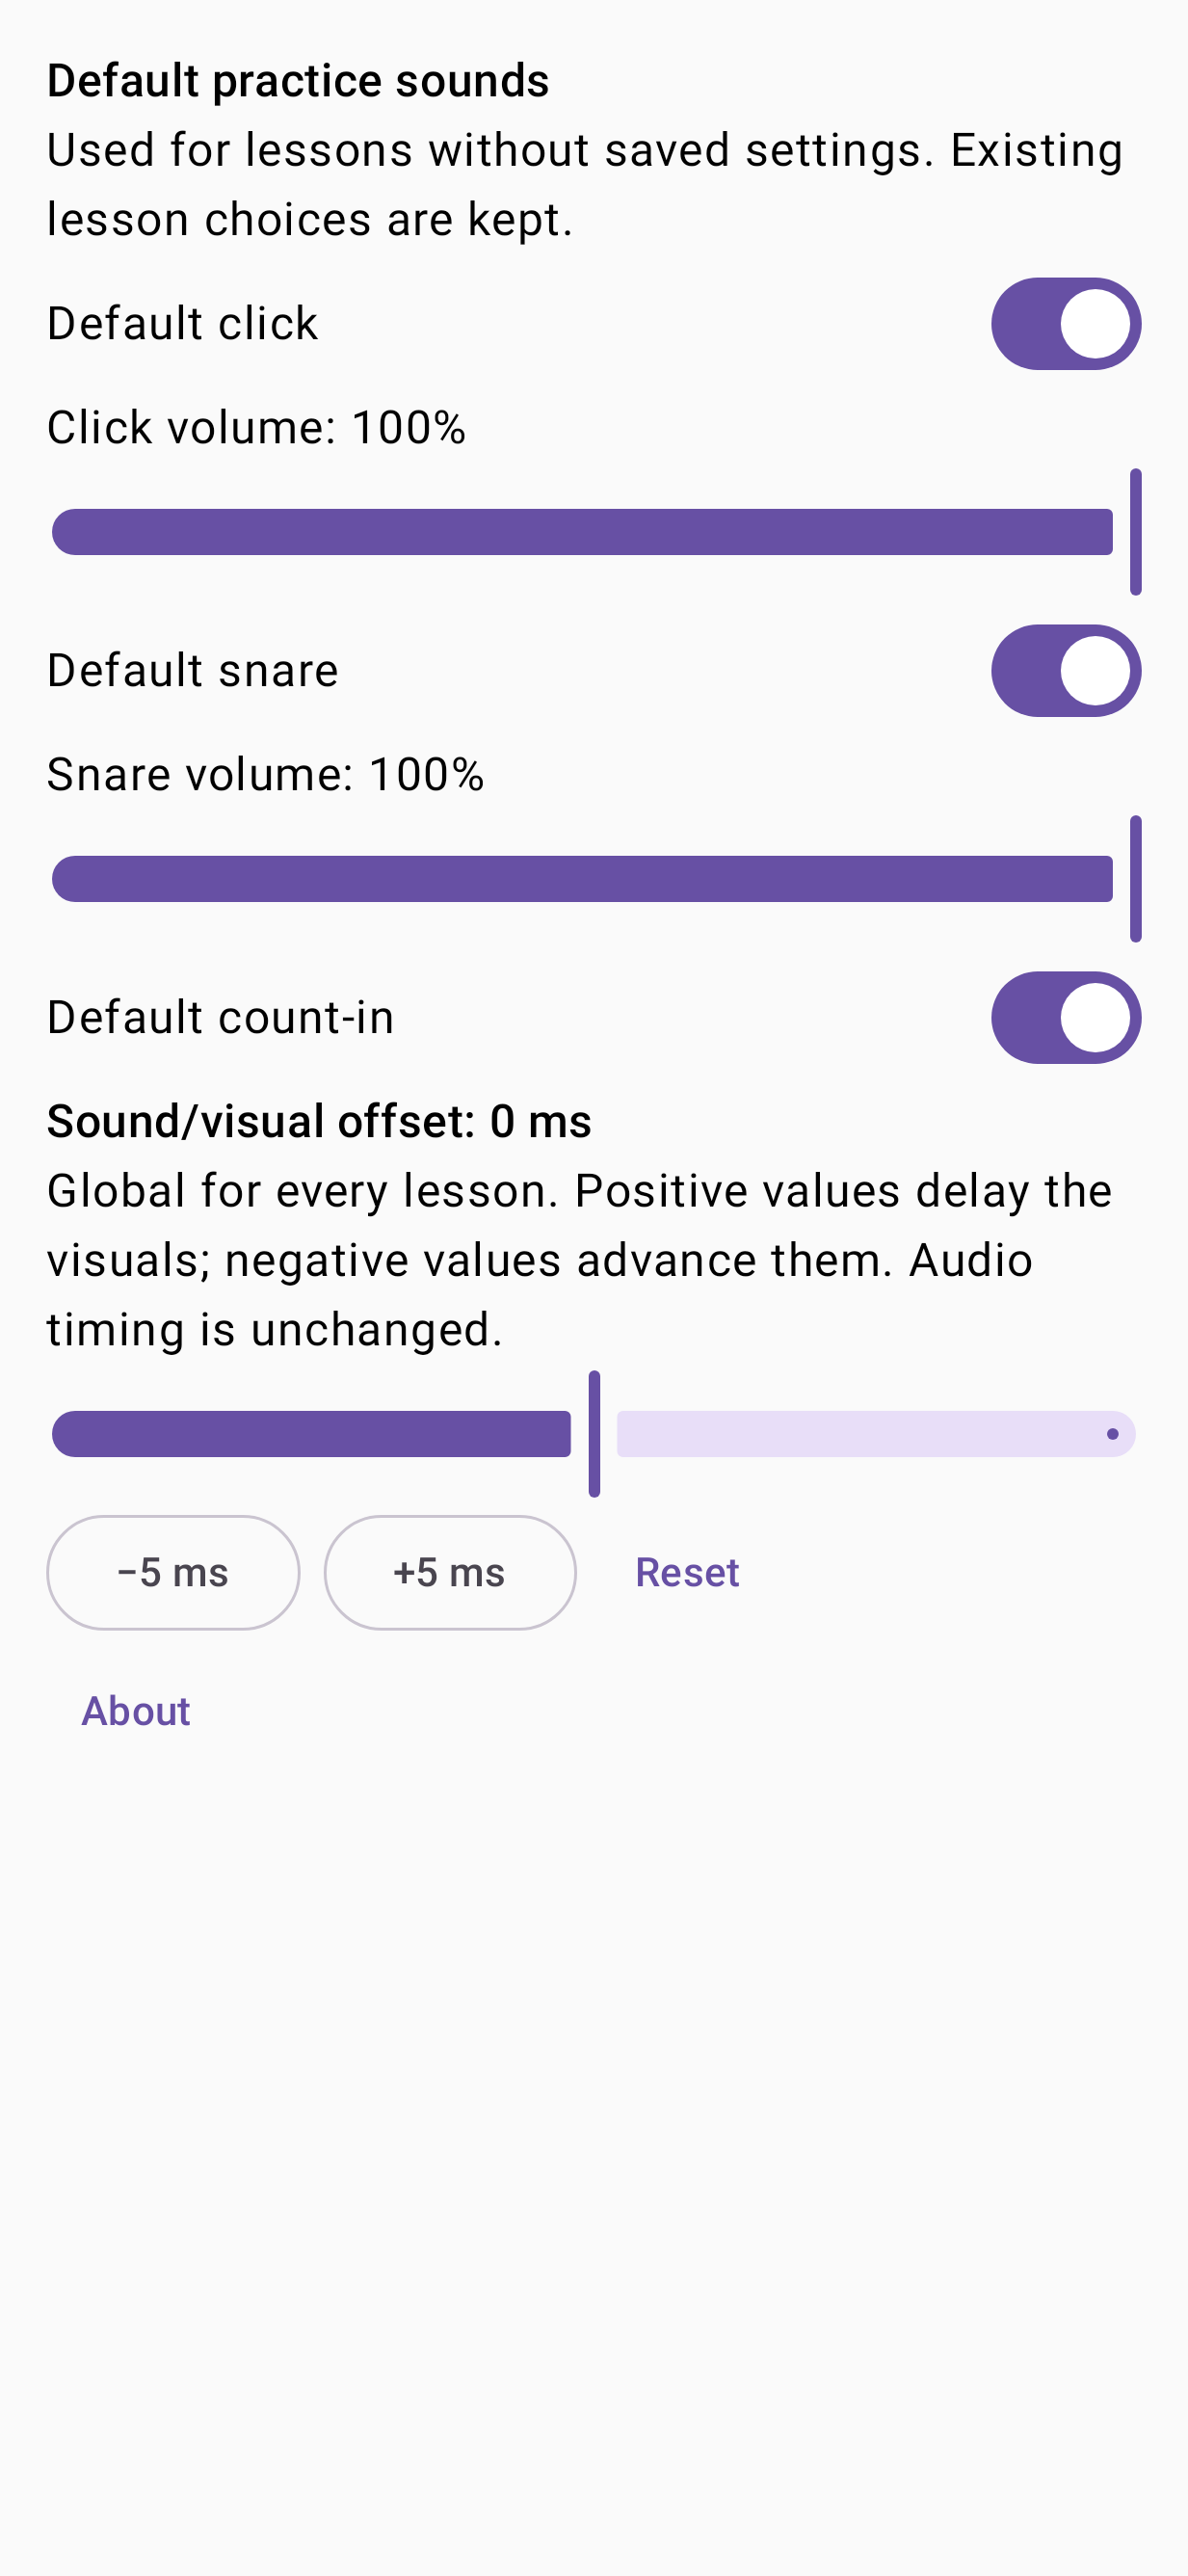 Default practice sounds
Used for lessons without saved settings. Existing
lesson choices are kept.
Default click
Click volume: 100%
Default snare
Snare volume: 100%
Default count-in
Sound/visual offset: 0 ms
Global for every lesson. Positive values delay the
visuals; negative values advance them. Audio
timing is unchanged.
−5 ms +5 ms Reset
About